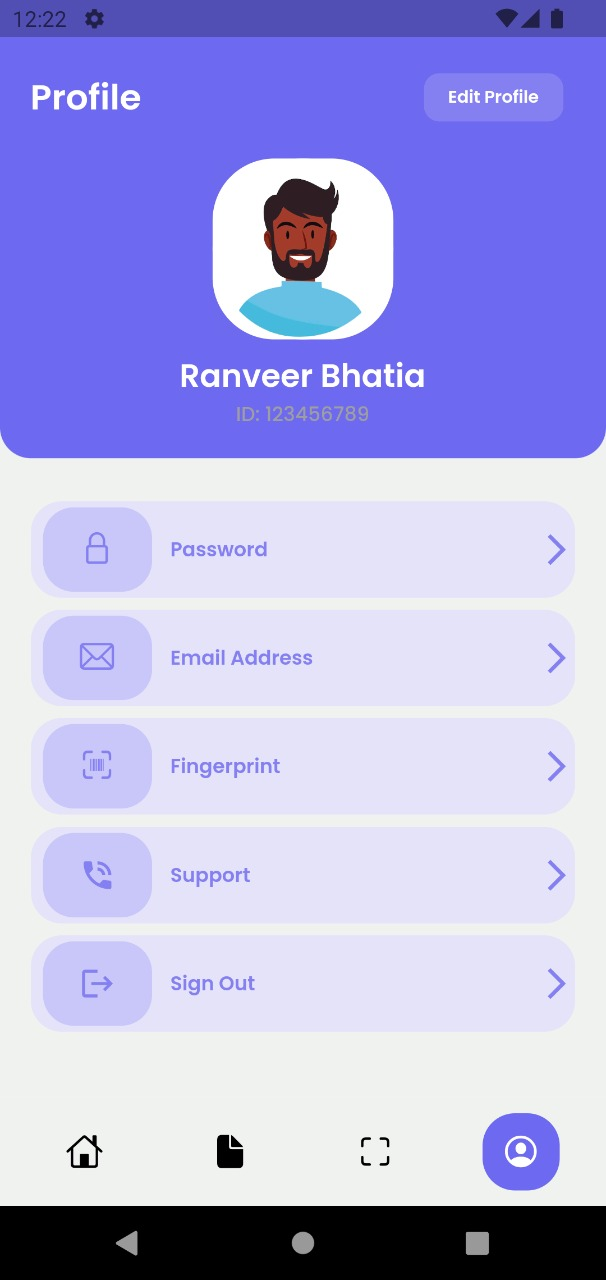 12:22
Profile
Edit Profile
Ranveer Bhatia
ID: 123456789
Password
Email Address
Fingerprint
Support
Sign Out